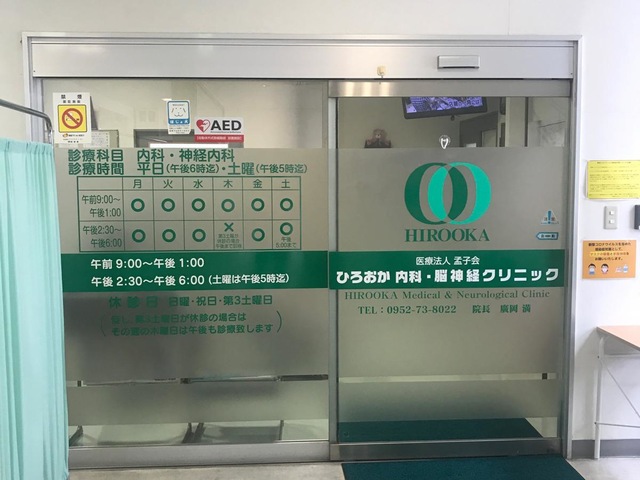 禁煙
AED
診療科目 内科・神経内科
診療時間 平日(午後6時迄)・土曜(午後5時迄)
月 火 水 木 金 土
午前9:00〜午後1:00 ○ ○ ○ ○ ○ ○
午後2:30〜午後6:00 ○ ○ ○ × ○ ○
午後5:00まで
午前 9:00〜午後 1:00
午後 2:30〜午後 6:00 (土曜は午後5時迄)
休診日 日曜・祝日・第3土曜日
(但し、第3土曜日が休診の場合は
その週の木曜日は午後も診療致します)
HIROOKA
医療法人 孟子会
ひろおか 内科・脳神経クリニック
HIROOKA Medical & Neurological Clinic
TEL : 0952-73-8022 院長 廣岡 満